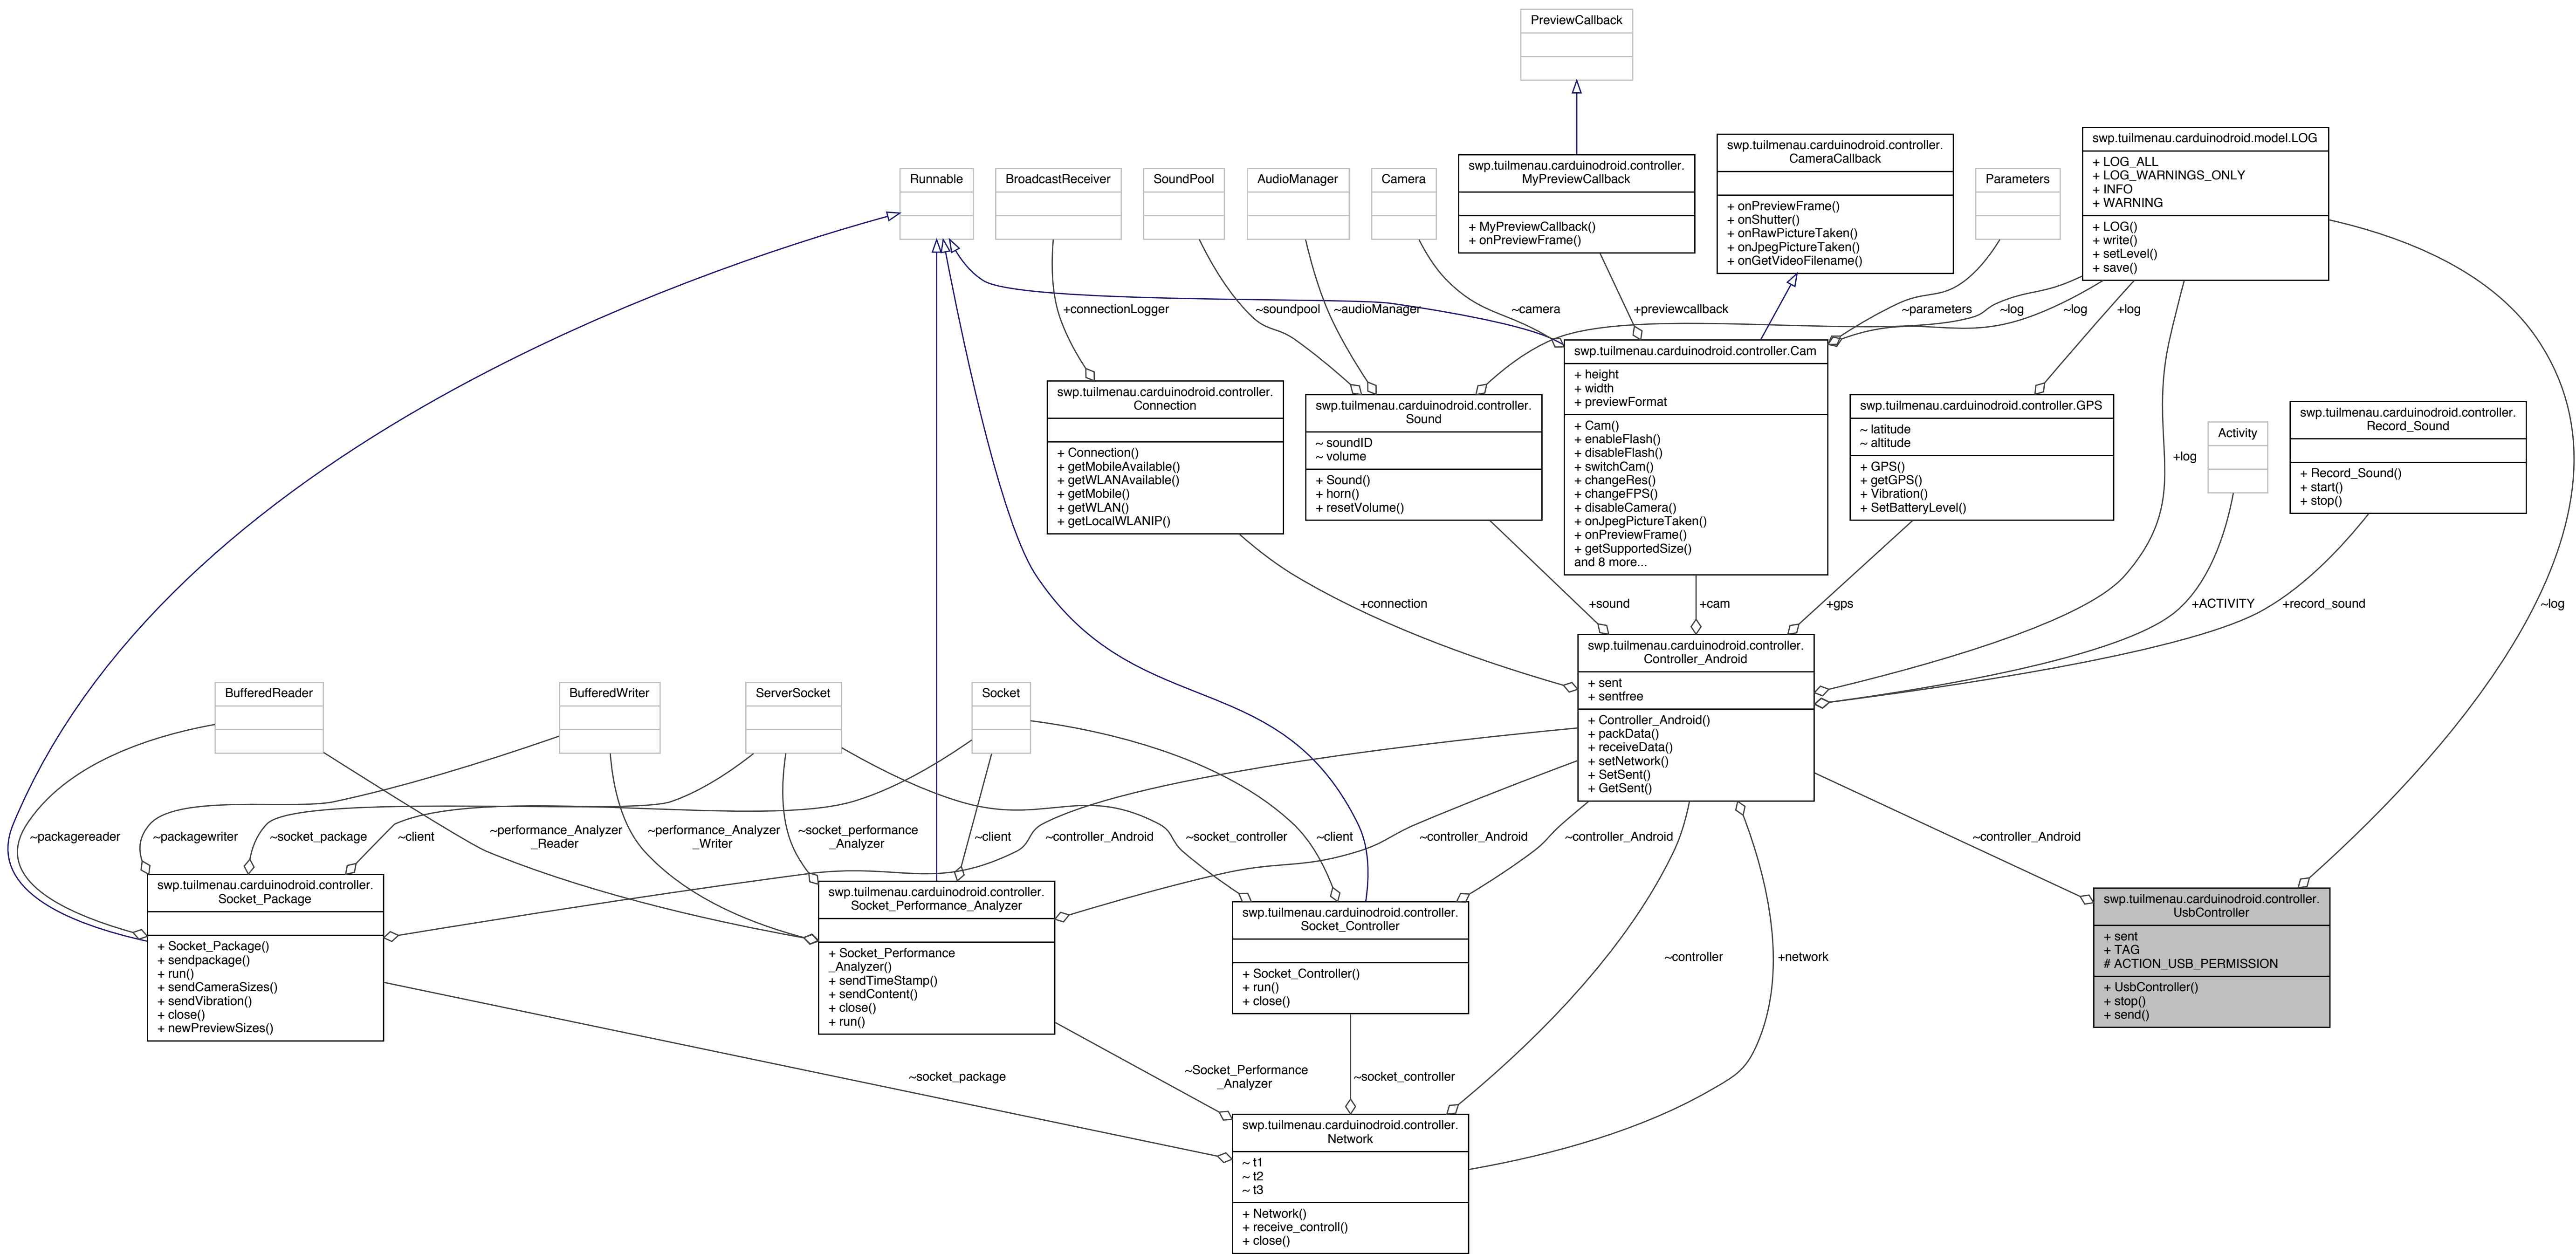 PreviewCallback
swp.tuilmenau.carduinodroid.model.LOG
+ LOG_ALL
+ LOG_WARNINGS_ONLY
+ INFO
+ WARNING
+ LOG()
+ write()
+ setLevel()
+ save()
swp.tuilmenau.carduinodroid.controller.
CameraCallback
+ onPreviewFrame()
+ onShutter()
+ onRawPictureTaken()
+ onJpegPictureTaken()
+ onGetVideoFilename()
swp.tuilmenau.carduinodroid.controller.
MyPreviewCallback
+ MyPreviewCallback()
+ onPreviewFrame()
Runnable
BroadcastReceiver
SoundPool
AudioManager
Camera
Parameters
+connectionLogger
~soundpool
~audioManager
~camera
+previewcallback
~parameters
~log
~log
+log
swp.tuilmenau.carduinodroid.controller.Cam
+ height
+ width
+ previewFormat
+ Cam()
+ enableFlash()
+ disableFlash()
+ switchCam()
+ changeRes()
+ changeFPS()
+ disableCamera()
+ onJpegPictureTaken()
+ onPreviewFrame()
+ getSupportedSize()
and 8 more...
swp.tuilmenau.carduinodroid.controller.
Connection
+ Connection()
+ getMobileAvailable()
+ getWLANAvailable()
+ getMobile()
+ getWLAN()
+ getLocalWLANIP()
swp.tuilmenau.carduinodroid.controller.
Sound
~ soundID
~ volume
+ Sound()
+ horn()
+ resetVolume()
swp.tuilmenau.carduinodroid.controller.GPS
~ latitude
~ altitude
+ GPS()
+ getGPS()
+ Vibration()
+ SetBatteryLevel()
+log
Activity
swp.tuilmenau.carduinodroid.controller.
Record_Sound
+ Record_Sound()
+ start()
+ stop()
+connection
+sound
+cam
+gps
+ACTIVITY
+record_sound
~log
swp.tuilmenau.carduinodroid.controller.
Controller_Android
+ sent
+ sentfree
+ Controller_Android()
+ packData()
+ receiveData()
+ setNetwork()
+ SetSent()
+ GetSent()
BufferedReader
BufferedWriter
ServerSocket
Socket
~packagereader
~packagewriter
~socket_package
~client
~performance_Analyzer
_Reader
~performance_Analyzer
_Writer
~socket_performance
_Analyzer
~client
~controller_Android
~socket_controller
~client
~controller_Android
~controller_Android
~controller_Android
swp.tuilmenau.carduinodroid.controller.
Socket_Package
+ Socket_Package()
+ sendpackage()
+ run()
+ sendCameraSizes()
+ sendVibration()
+ close()
+ newPreviewSizes()
swp.tuilmenau.carduinodroid.controller.
Socket_Performance_Analyzer
+ Socket_Performance
_Analyzer()
+ sendTimeStamp()
+ sendContent()
+ close()
+ run()
swp.tuilmenau.carduinodroid.controller.
Socket_Controller
+ Socket_Controller()
+ run()
+ close()
~controller
+network
swp.tuilmenau.carduinodroid.controller.
UsbController
+ sent
+ TAG
# ACTION_USB_PERMISSION
+ UsbController()
+ stop()
+ send()
~socket_package
~Socket_Performance
_Analyzer
~socket_controller
swp.tuilmenau.carduinodroid.controller.
Network
~ t1
~ t2
~ t3
+ Network()
+ receive_controll()
+ close()